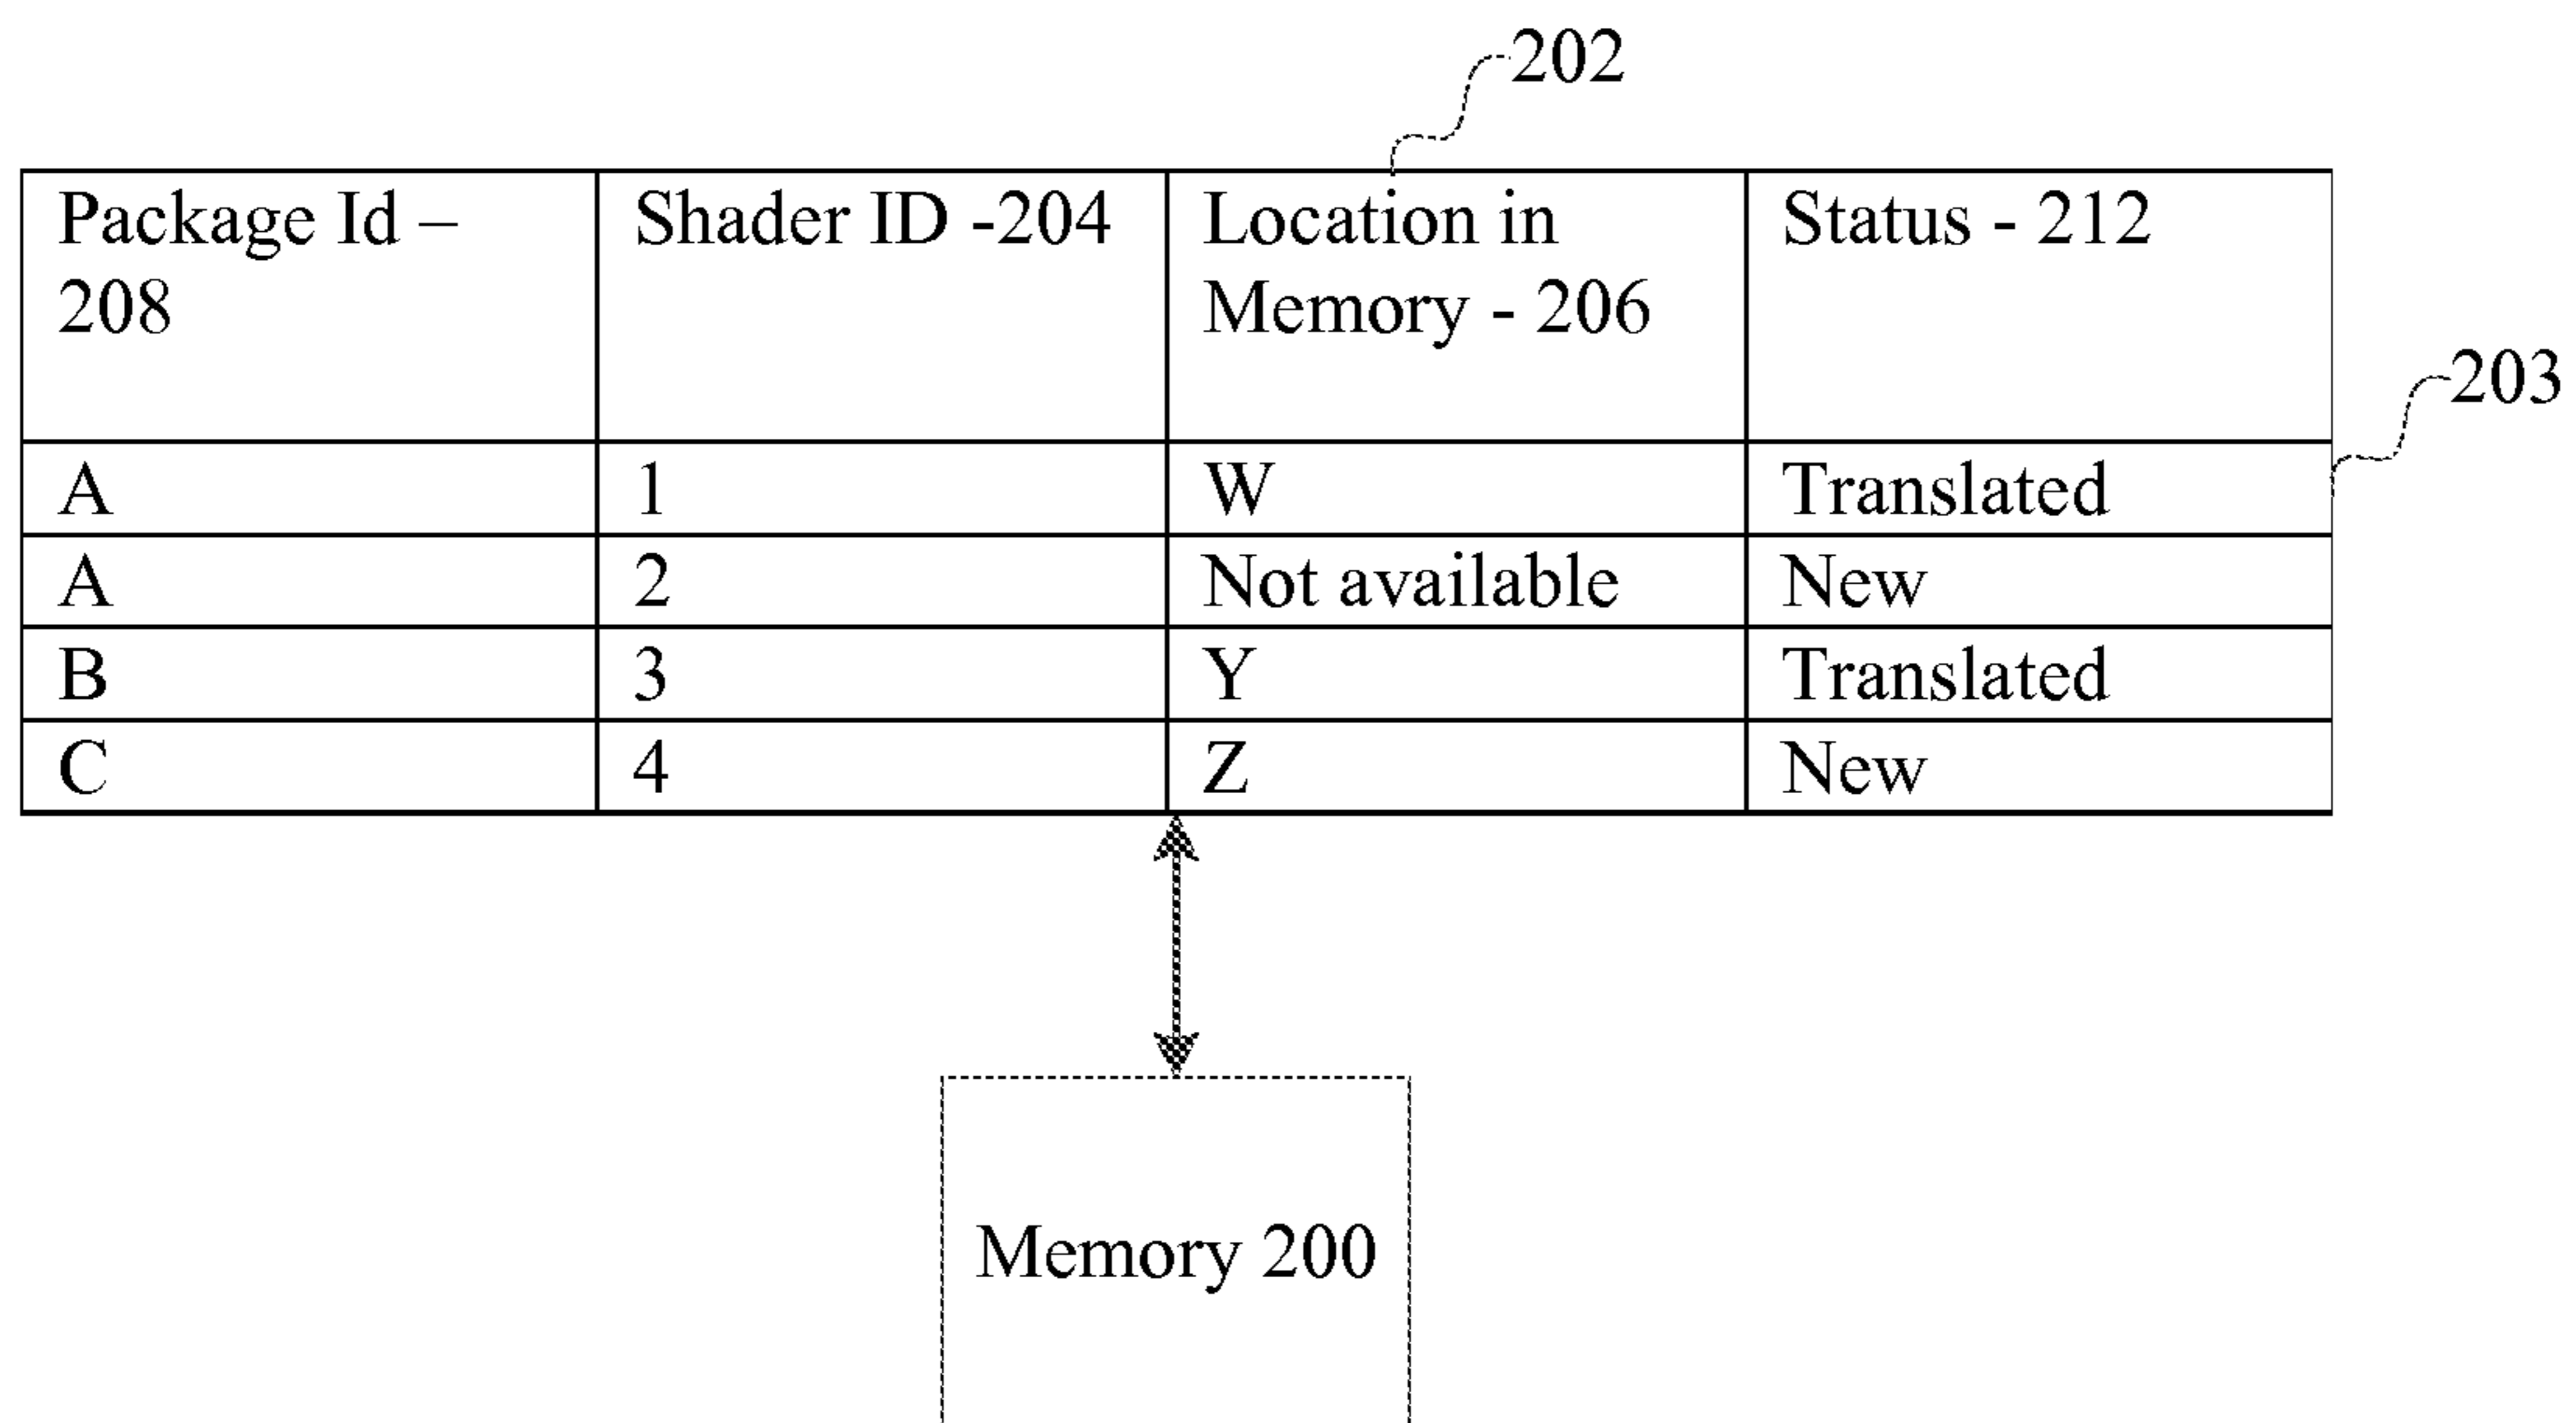 202
Package Id –
208
Shader ID -204
Location in
Memory - 206
Status - 212
203
A
1
W
Translated
A
2
Not available
New
B
3
Y
Translated
C
4
Z
New
Memory 200